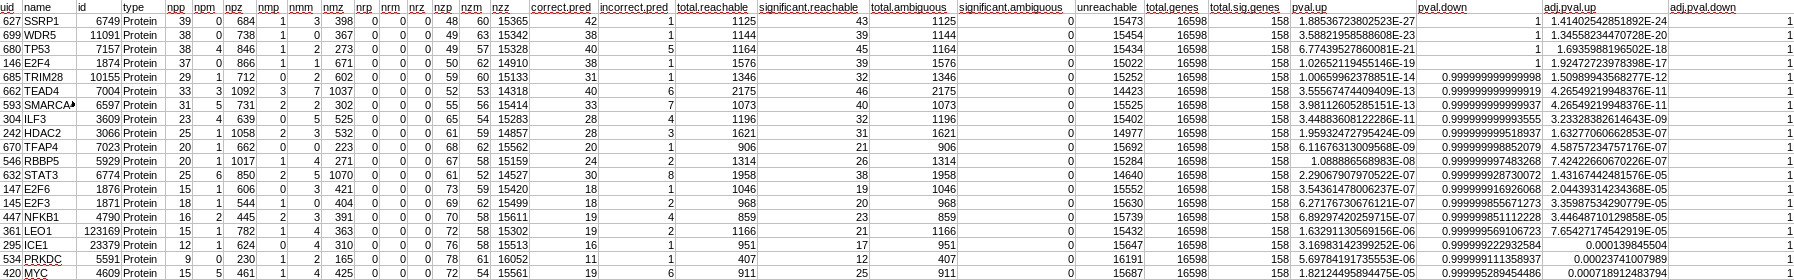 uid name id type npp npm npz nmp nmm nmz nrp nrm nrz nzp nzm nzz correct.pred incorrect.pred total.reachable significant.reachable total.ambiguous significant.ambiguous unreachable total.genes total.sig.genes pval.up pval.down adj.pval.up adj.pval.down
627 SSRP1 6749 Protein 39 0 684 1 3 398 0 0 0 48 60 15365 42 1 1125 43 1125 0 15473 16598 158 1.88536723802523E-27 1 1.41402542851892E-24 1
699 WDR5 11091 Protein 38 0 738 1 0 367 0 0 0 49 63 15342 38 1 1144 39 1144 0 15454 16598 158 3.58821958588608E-23 1 1.34558234470728E-20 1
680 TP53 7157 Protein 38 4 846 1 2 273 0 0 0 49 57 15328 40 5 1164 45 1164 0 15434 16598 158 6.77439527860081E-21 1 1.6935988196502E-18 1
146 E2F4 1874 Protein 37 0 866 1 1 671 0 0 0 50 62 14910 38 1 1576 39 1576 0 15022 16598 158 1.02652119455146E-19 1 1.92472723978398E-17 1
685 TRIM28 10155 Protein 29 1 712 0 2 602 0 0 0 59 60 15133 31 1 1346 32 1346 0 15252 16598 158 1.00659962378851E-14 0.999999999999998 1.50989943568277E-12 1
662 TEAD4 7004 Protein 33 3 1092 3 7 1037 0 0 0 52 53 14318 40 6 2175 46 2175 0 14423 16598 158 3.55567474409409E-13 0.999999999999919 4.26549219948376E-11 1
593 SMARCA 6597 Protein 31 5 731 2 2 302 0 0 0 55 56 15414 33 7 1073 40 1073 0 15525 16598 158 3.98112605285151E-13 0.999999999999937 4.26549219948376E-11 1
304 ILF3 3609 Protein 23 4 639 0 5 525 0 0 0 65 54 15283 28 4 1196 32 1196 0 15402 16598 158 3.44883608122286E-11 0.999999999993555 3.23328382614643E-09 1
242 HDAC2 3066 Protein 25 1 1058 2 3 532 0 0 0 61 59 14857 28 3 1621 31 1621 0 14977 16598 158 1.95932472795424E-09 0.99999999518937 1.63277060662853E-07 1
670 TFAP4 7023 Protein 20 1 662 0 0 223 0 0 0 68 62 15562 20 1 906 21 906 0 15692 16598 158 6.11676313009568E-09 0.999999998852079 4.58757234757176E-07 1
546 RBBP5 5929 Protein 20 1 1017 1 4 271 0 0 0 67 58 15159 24 2 1314 26 1314 0 15284 16598 158 1.088886568983E-08 0.999999997483268 7.42422660670226E-07 1
632 STAT3 6774 Protein 25 6 850 2 5 1070 0 0 0 61 52 14527 30 8 1958 38 1958 0 14640 16598 158 2.29067907970522E-07 0.999999928730072 1.43167442481576E-05 1
147 E2F6 1876 Protein 15 1 606 0 3 421 0 0 0 73 59 15420 18 1 1046 19 1046 0 15552 16598 158 3.54361478006237E-07 0.999999916926068 2.04439314234368E-05 1
145 E2F3 1871 Protein 18 1 544 1 0 404 0 0 0 69 62 15499 18 2 968 20 968 0 15630 16598 158 6.27176730676121E-07 0.999999855671273 3.35987534290779E-05 1
447 NFKB1 4790 Protein 16 2 445 2 3 391 0 0 0 70 58 15611 19 4 859 23 859 0 15739 16598 158 6.89297420259715E-07 0.999999851112228 3.44648710129858E-05 1
361 LEO1 123169 Protein 15 1 782 1 4 363 0 0 0 72 58 15302 19 2 1166 21 1166 0 15432 16598 158 1.63291130569156E-06 0.999999569106723 7.65427174542919E-05 1
295 ICE1 23379 Protein 12 1 624 0 4 310 0 0 0 76 58 15513 16 1 951 17 951 0 15647 16598 158 3.16983142399252E-06 0.999999222932584 0.000139845504 1
534 PRKDC 5591 Protein 9 0 230 1 2 165 0 0 0 78 61 16052 11 1 407 12 407 0 16191 16598 158 5.69784191735553E-06 0.999999111358937 0.00023741007989 1
420 MYC 4609 Protein 15 5 461 1 4 425 0 0 0 72 54 15561 19 6 911 25 911 0 15687 16598 158 1.82124495894475E-05 0.999995289454486 0.000718912483794 1